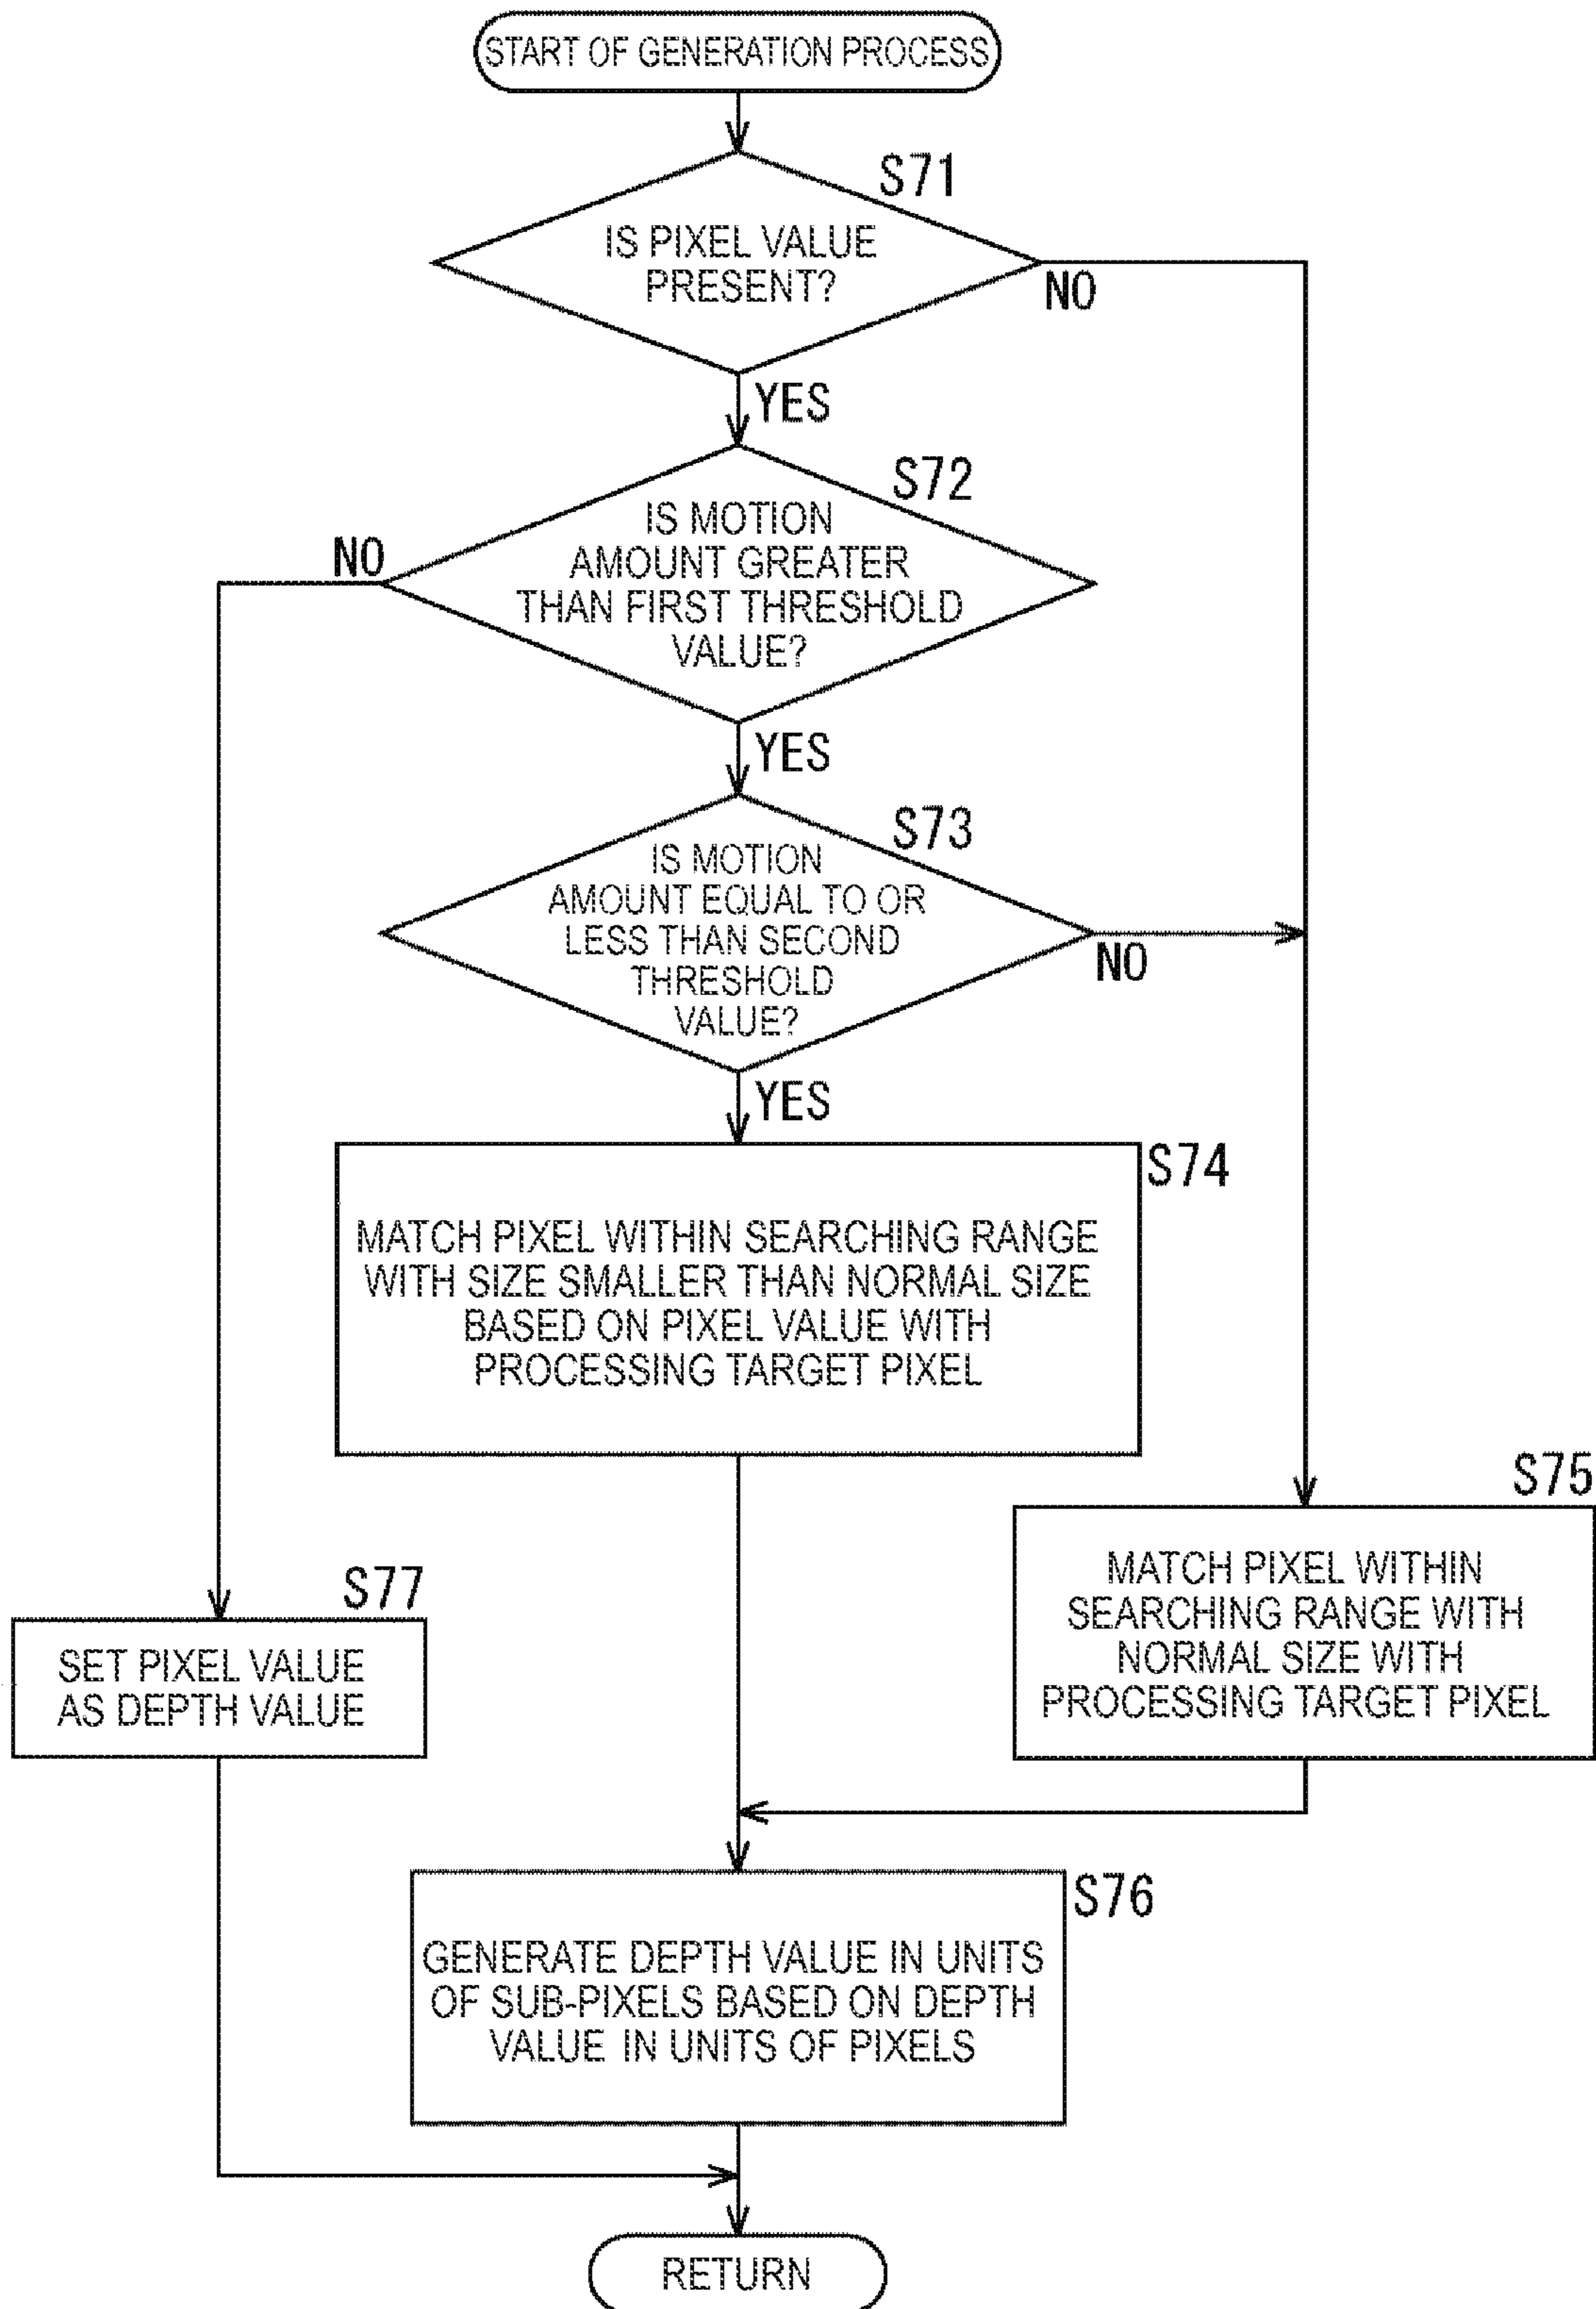 START OF GENERATION PROCESS
S71
IS PIXEL VALUE
PRESENT?
NO
YES
S72
IS MOTION
AMOUNT GREATER
THAN FIRST THRESHOLD
VALUE?
NO
YES
S73
IS MOTION
AMOUNT EQUAL TO OR
LESS THAN SECOND
THRESHOLD
VALUE?
NO
YES
S74
MATCH PIXEL WITHIN SEARCHING RANGE
WITH SIZE SMALLER THAN NORMAL SIZE
BASED ON PIXEL VALUE WITH
PROCESSING TARGET PIXEL
S75
MATCH PIXEL WITHIN
SEARCHING RANGE WITH
NORMAL SIZE WITH
PROCESSING TARGET PIXEL
S77
SET PIXEL VALUE
AS DEPTH VALUE
S76
GENERATE DEPTH VALUE IN UNITS
OF SUB-PIXELS BASED ON DEPTH
VALUE IN UNITS OF PIXELS
RETURN